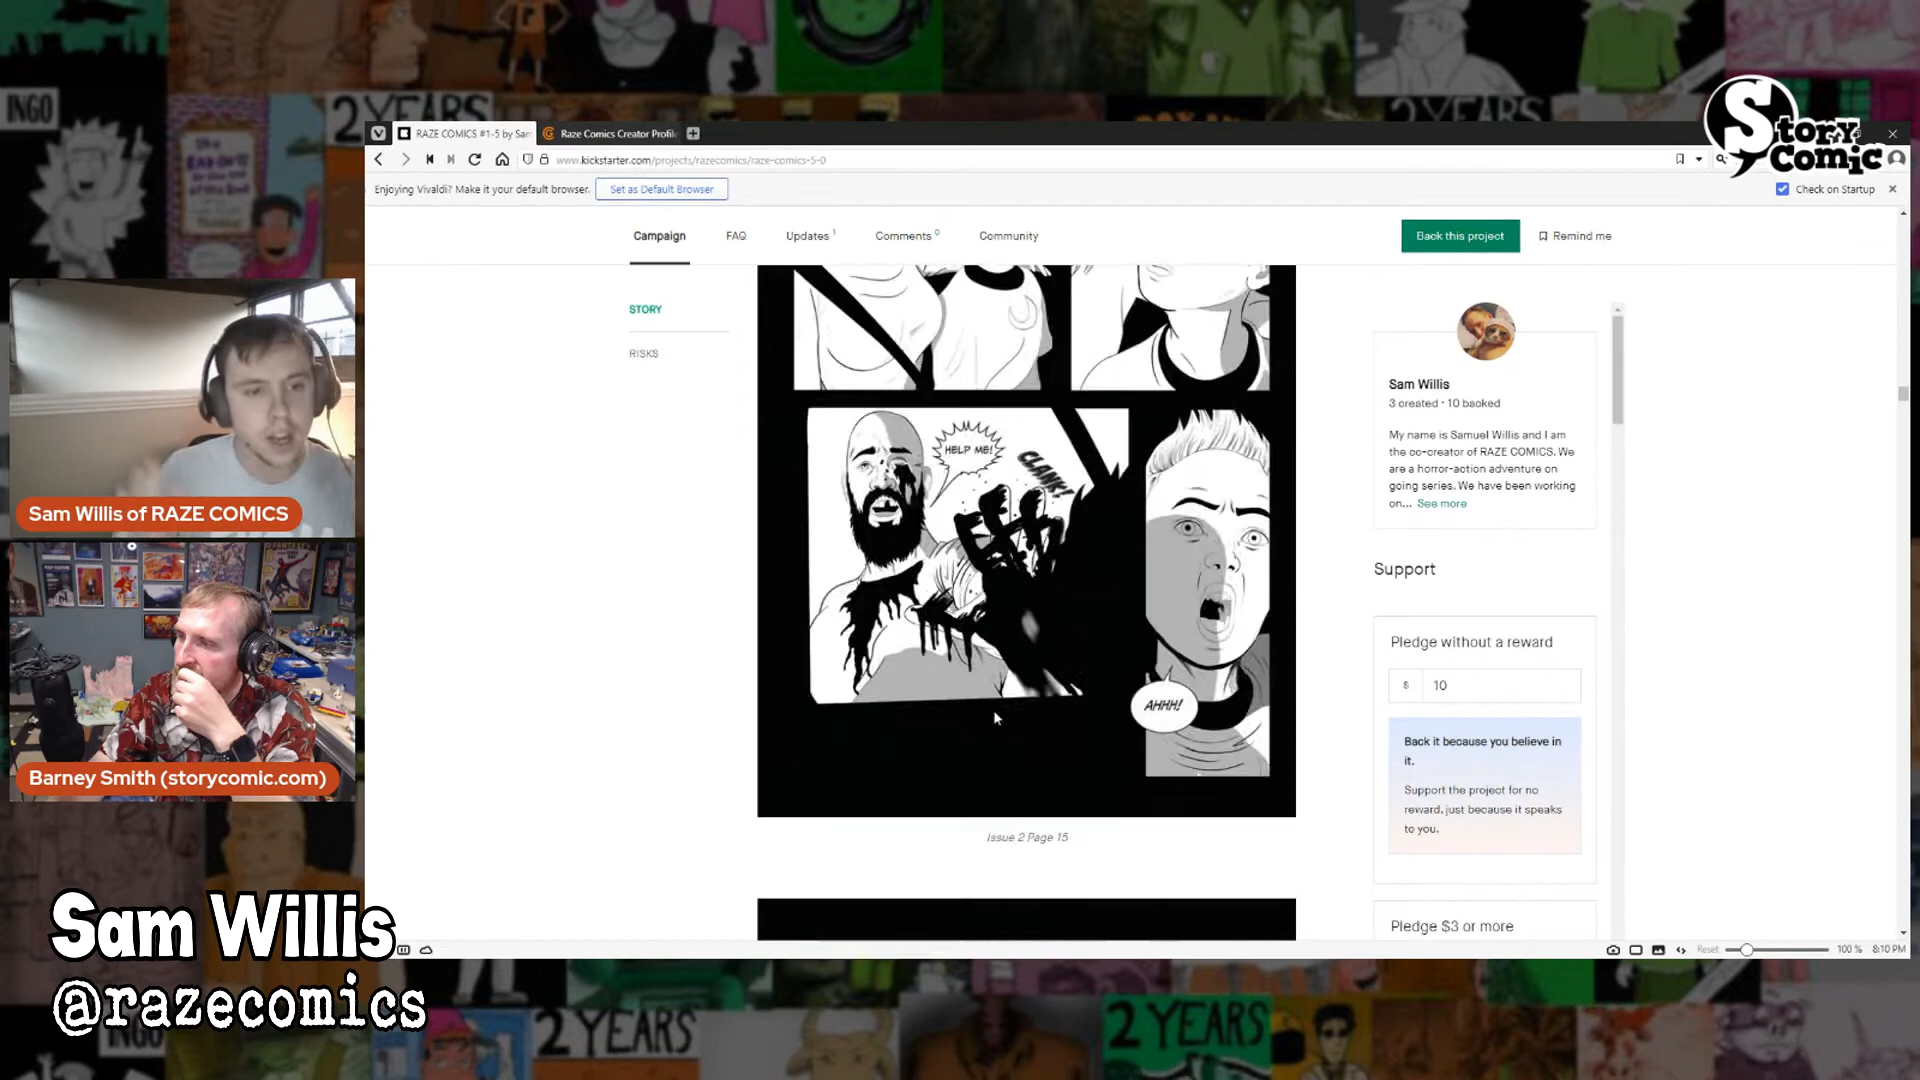 INGO
2 YEARS
2 YEARS
Story
Comic
RAZE COMICS #1-5 by Sam
Raze Comics Creator Profile
www.kickstarter.com/projects/razecomics/raze-comics-5-0
Enjoying Vivaldi? Make it your default browser.
Set as Default Browser
Check on Startup
Campaign
FAQ
Updates 1
Comments 0
Community
Back this project
Remind me
STORY
RISKS
HELP ME!
CLANK!
AHHH!
Issue 2 Page 15
Sam Willis
3 created · 10 backed
My name is Samuel Willis and I am
the co-creator of RAZE COMICS. We
are a horror-action adventure on
going series. We have been working
on... See more
Support
Pledge without a reward
$ 10
Back it because you believe in
it.
Support the project for no
reward, just because it speaks
to you.
Pledge $3 or more
Reset
100 %
8:10 PM
Sam Willis of RAZE COMICS
Barney Smith (storycomic.com)
Sam Willis
@razecomics
INGO
2 YEARS
2 YEARS